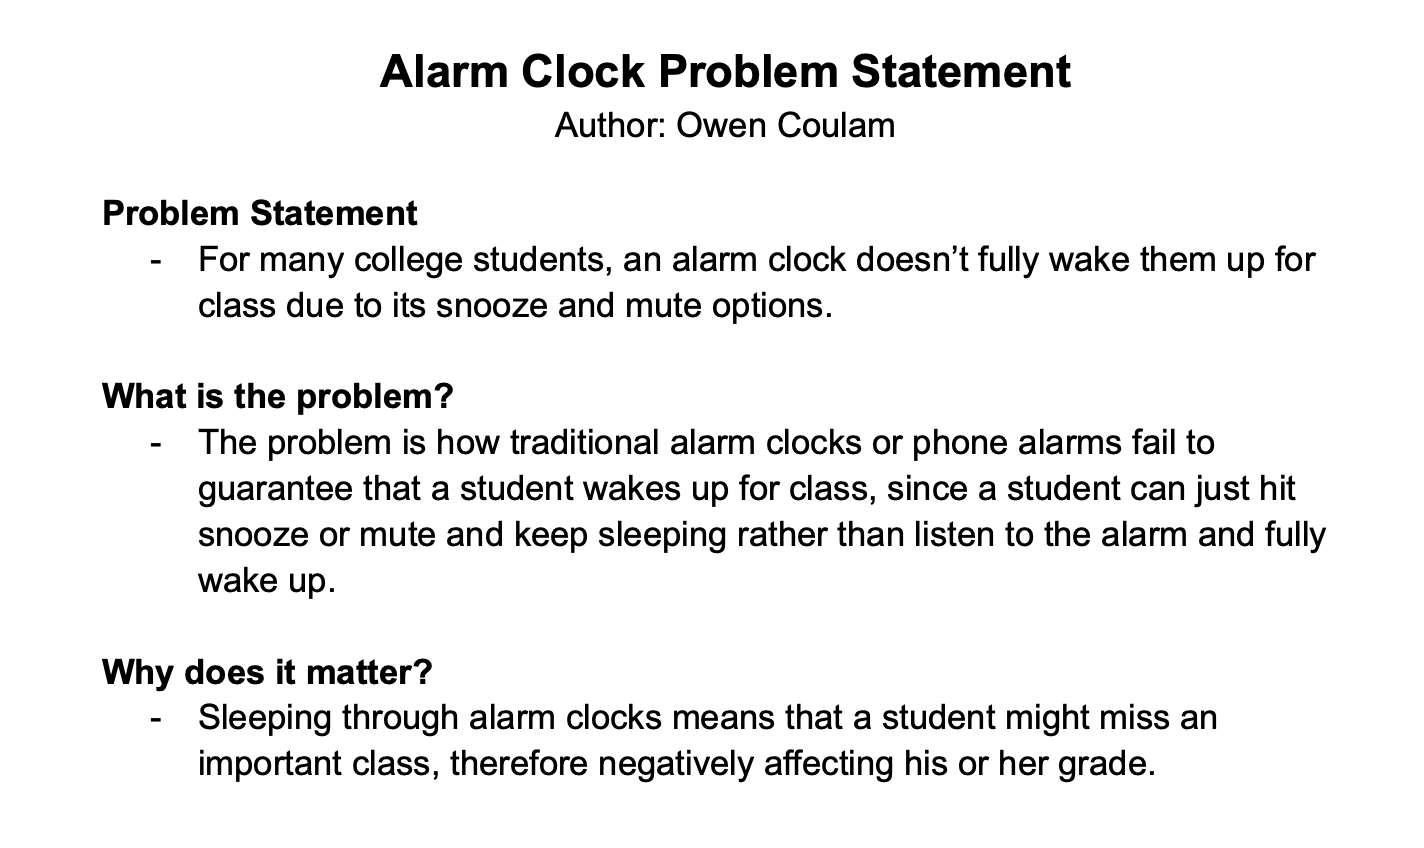 Alarm Clock Problem Statement
Author: Owen Coulam
Problem Statement
- For many college students, an alarm clock doesn’t fully wake them up for
class due to its snooze and mute options.
What is the problem?
- The problem is how traditional alarm clocks or phone alarms fail to
guarantee that a student wakes up for class, since a student can just hit
snooze or mute and keep sleeping rather than listen to the alarm and fully
wake up.
Why does it matter?
- Sleeping through alarm clocks means that a student might miss an
important class, therefore negatively affecting his or her grade.